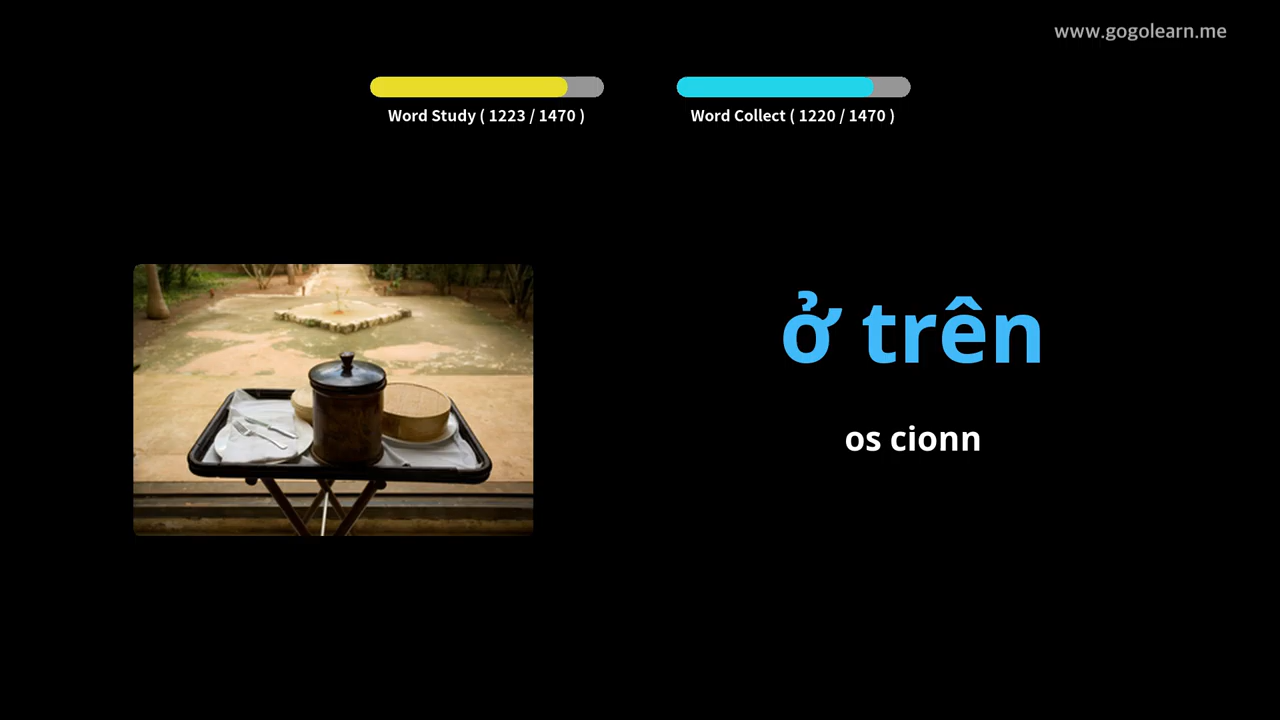 www.gogolearn.me
Word Study ( 1223 / 1470 )
Word Collect ( 1220 / 1470 )
ở trên
os cionn